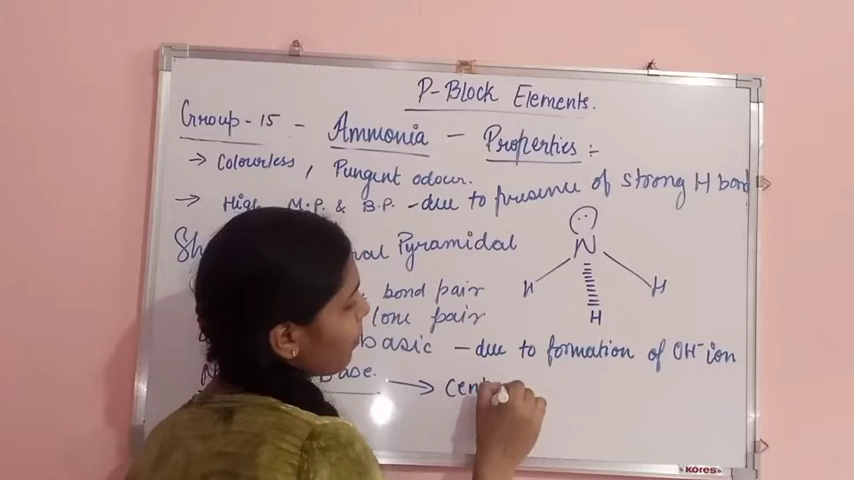 P-Block Elements.
Group-15 - Ammonia - Properties :-
→ Colourless, Pungent odour.
→ High M.P. & B.P. - due to presence of strong H bond
Pyramidal
N
H H
H
bond pair
lone pair
basic - due to formation of OH⁻ ion
Base. → Cen
KORES